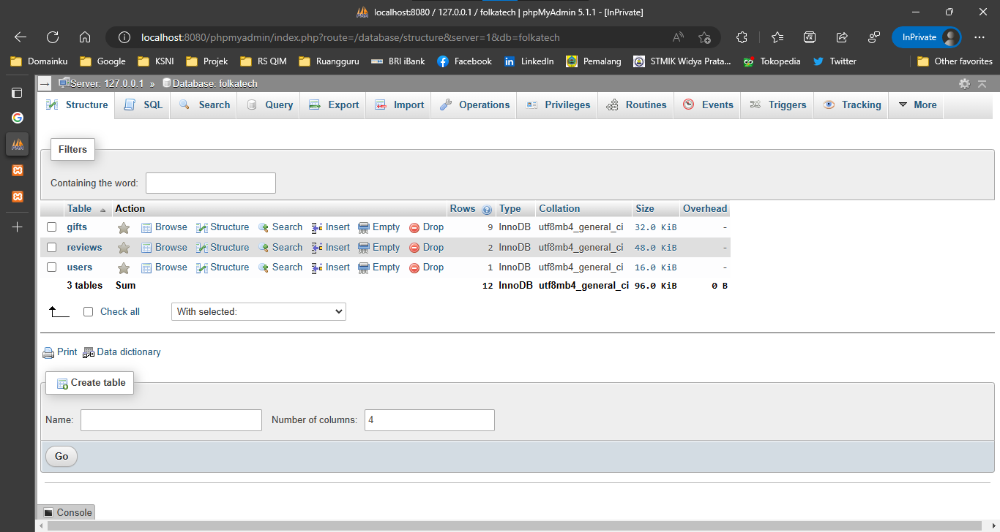 localhost:8080 / 127.0.0.1 / folkatech | phpMyAdmin 5.1.1 - [InPrivate]
localhost:8080/phpmyadmin/index.php?route=/database/structure&server=1&db=folkatech InPrivate
Domainku Google KSNI Projek RS QIM Ruangguru BRI iBank Facebook LinkedIn Pemalang STMIK Widya Prata... Tokopedia Twitter Other favorites
Server: 127.0.0.1 » Database: folkatech
Structure SQL Search Query Export Import Operations Privileges Routines Events Triggers Tracking More
Filters
Containing the word:
Table Action Rows Type Collation Size Overhead
gifts Browse Structure Search Insert Empty Drop 9 InnoDB utf8mb4_general_ci 32.0 KiB -
reviews Browse Structure Search Insert Empty Drop 2 InnoDB utf8mb4_general_ci 48.0 KiB -
users Browse Structure Search Insert Empty Drop 1 InnoDB utf8mb4_general_ci 16.0 KiB -
3 tables Sum 12 InnoDB utf8mb4_general_ci 96.0 KiB 0 B
Check all With selected:
Print Data dictionary
Create table
Name: Number of columns: 4
Go
Console